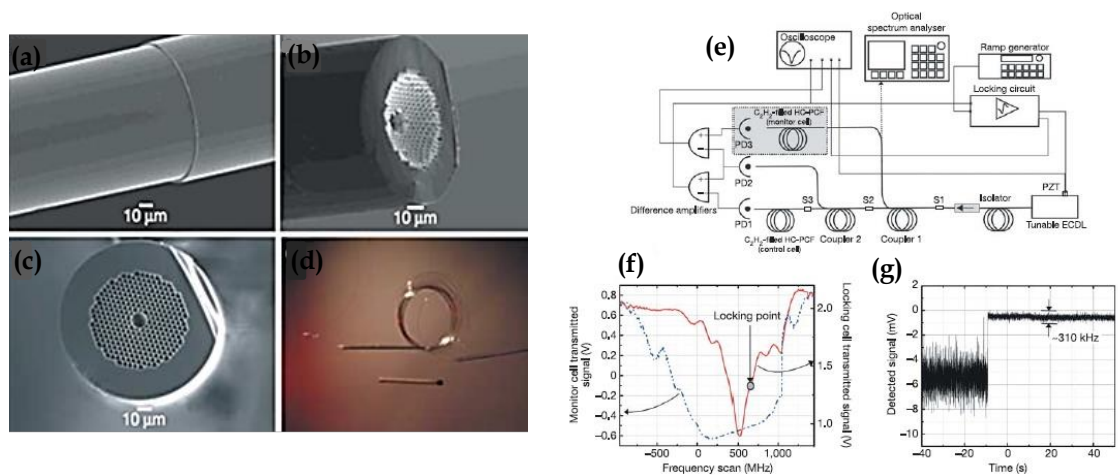 (a)
10 µm
(b)
10 µm
(c)
10 µm
(d)
(e)
Optical
spectrum analyser
Oscilloscope
Ramp generator
Locking circuit
C₂H₂-filled HC-PCF
(monitor cell)
PD3
PD2
PD1
Difference amplifiers
S3
S2
S1
C₂H₂-filled HC-PCF
(control cell)
Coupler 2
Coupler 1
Isolator
PZT
Tunable ECDL
(f)
Monitor cell transmitted
signal (V)
0.8
0.6
0.4
0.2
0
−0.2
−0.4
−0.6
Locking point
2.0
1.6
1.2
0.8
Locking cell transmitted signal (V)
−500
0
500
1,000
Frequency scan (MHz)
(g)
Detected signal (mV)
2
0
−2
−4
−6
−8
−10
~310 kHz
−40
−20
0
20
40
Time (s)